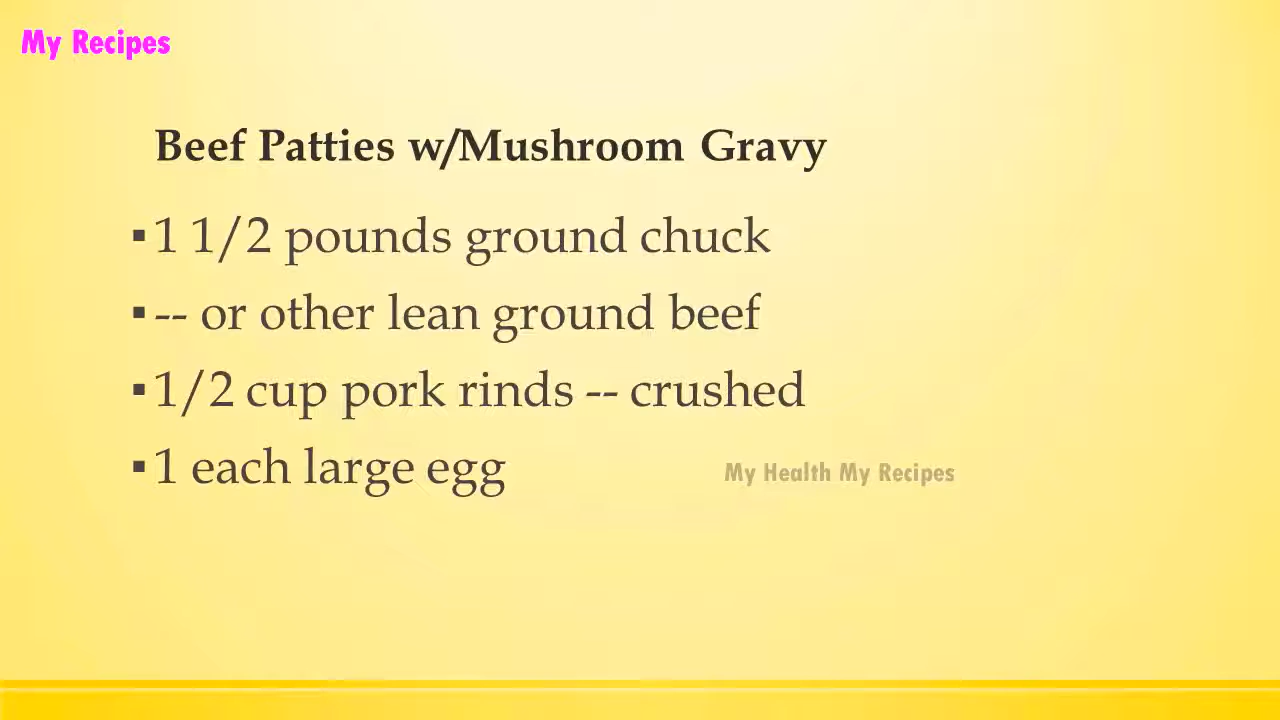 My Recipes
Beef Patties w/Mushroom Gravy
▪1 1/2 pounds ground chuck
▪-- or other lean ground beef
▪1/2 cup pork rinds -- crushed
▪1 each large egg
My Health My Recipes